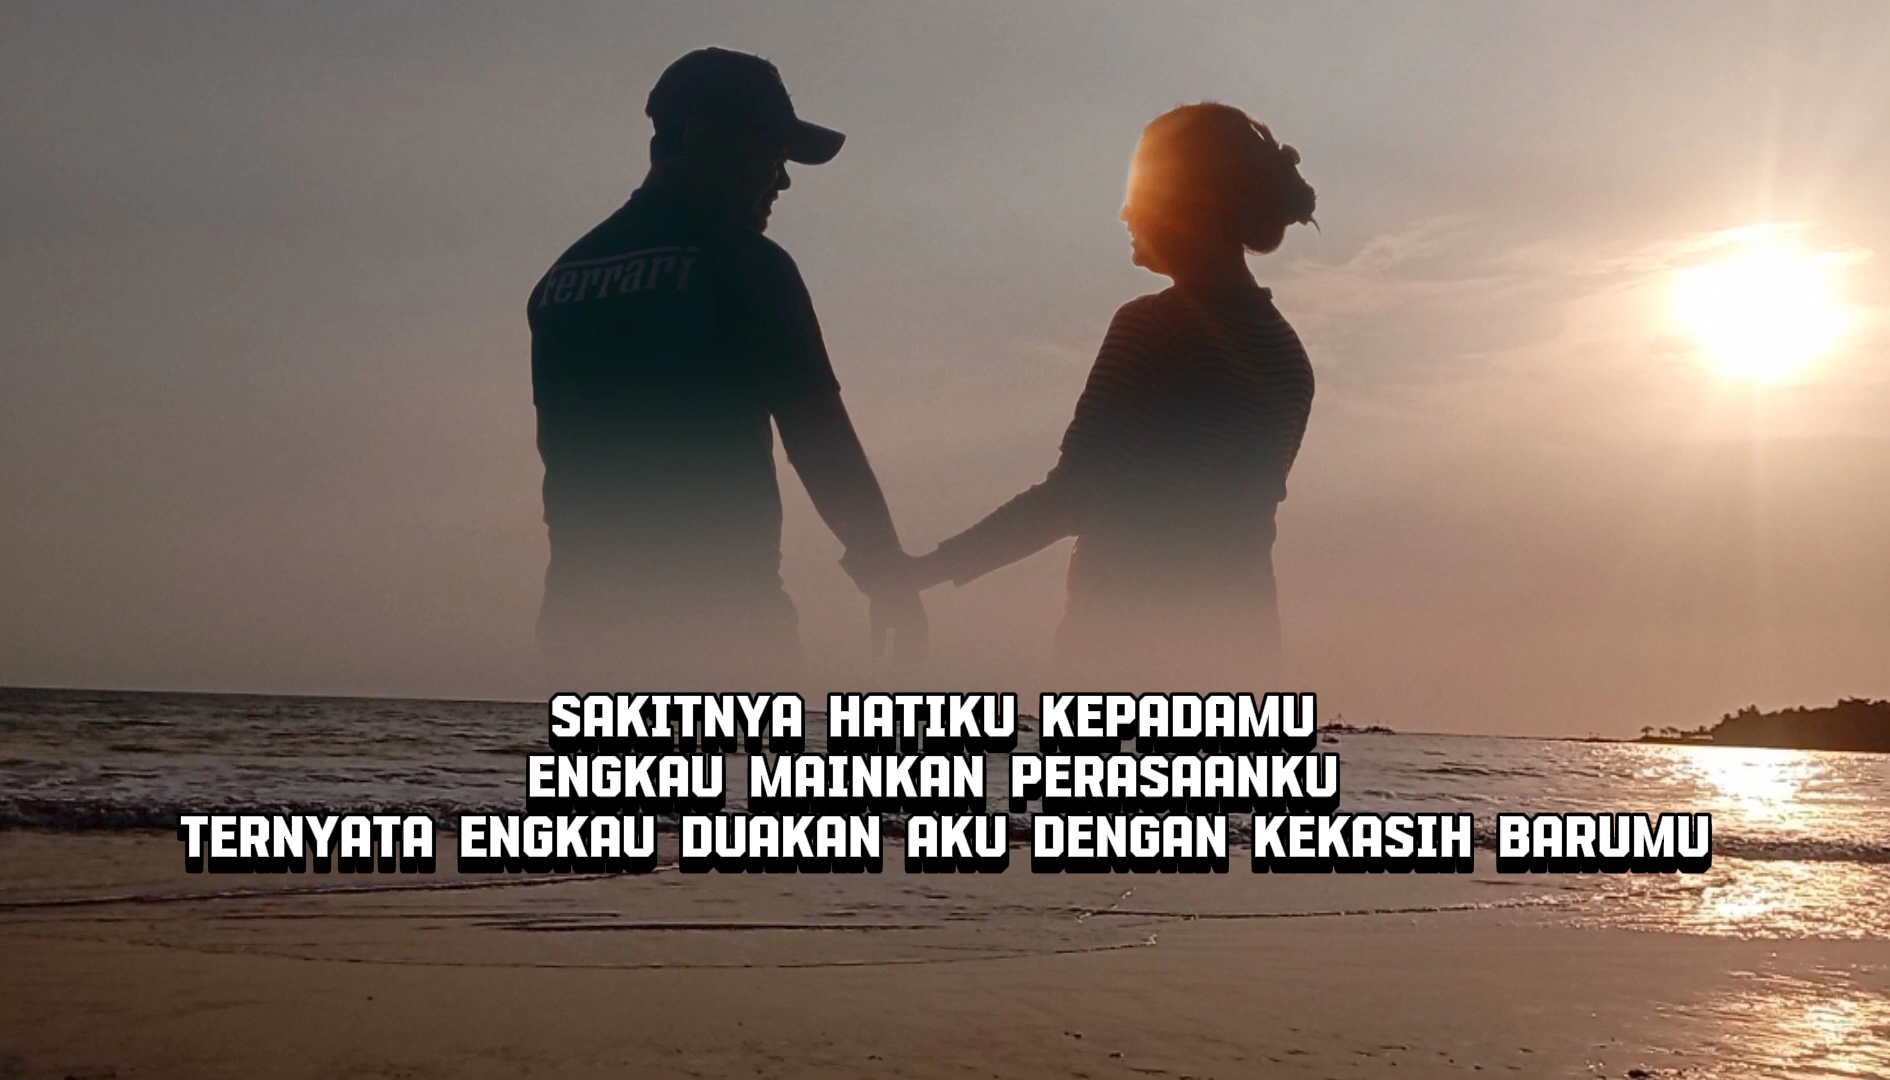 Ferrari
SAKITNYA HATIKU KEPADAMU
ENGKAU MAINKAN PERASAANKU
TERNYATA ENGKAU DUAKAN AKU DENGAN KEKASIH BARUMU